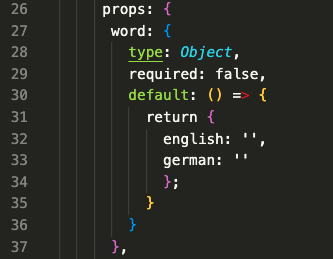 26 props: {
27 word: {
28 type: Object,
29 required: false,
30 default: () => {
31 return {
32 english: '',
33 german: ''
34 };
35 }
36 }
37 },